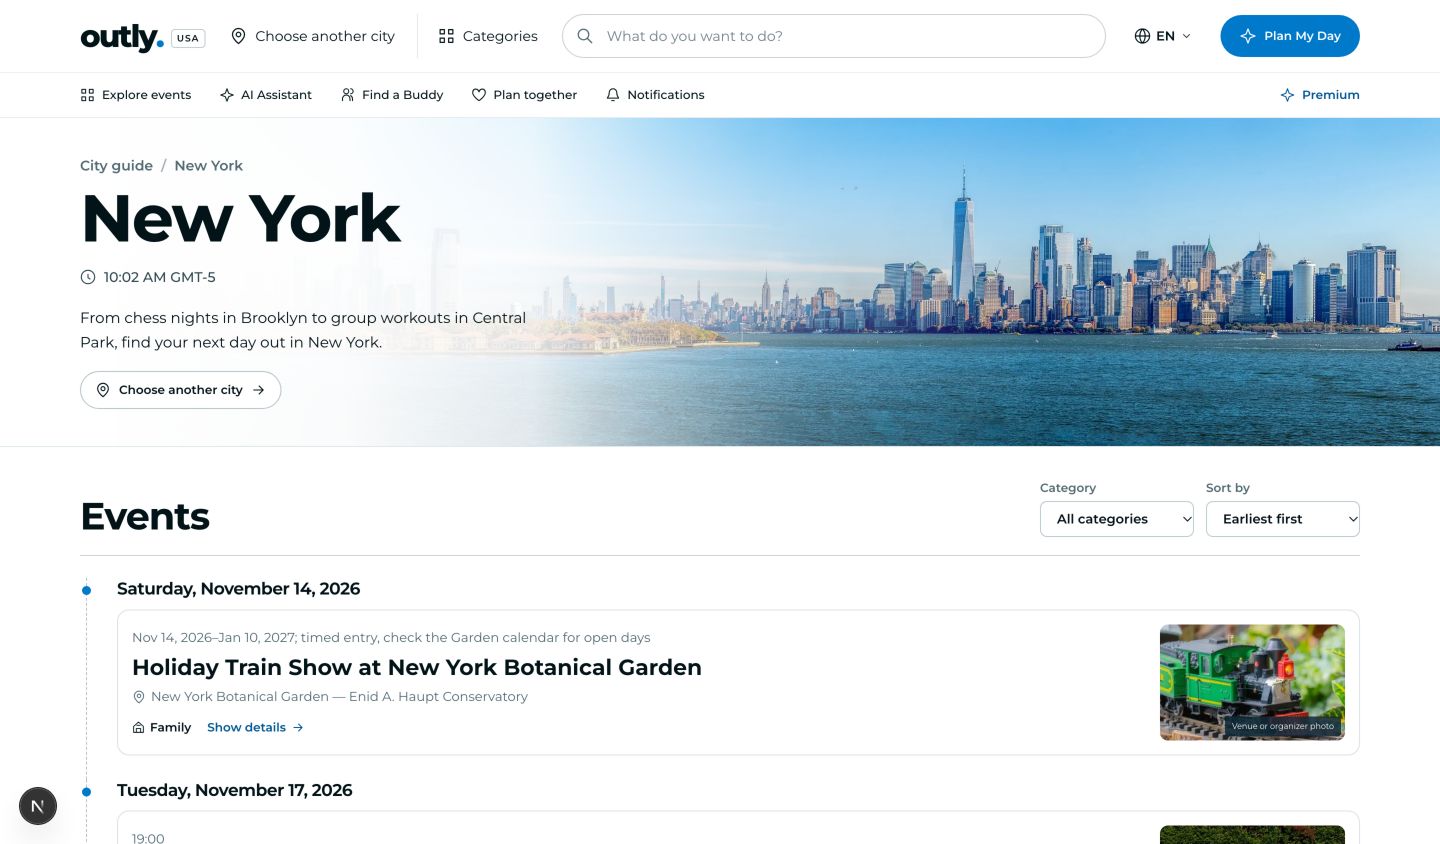 outly.
USA
Choose another city
Categories
What do you want to do?
EN
Plan My Day
Explore events
AI Assistant
Find a Buddy
Plan together
Notifications
Premium
City guide / New York
New York
10:02 AM GMT-5
From chess nights in Brooklyn to group workouts in Central
Park, find your next day out in New York.
Choose another city
Events
Category
All categories
Sort by
Earliest first
Saturday, November 14, 2026
Nov 14, 2026–Jan 10, 2027; timed entry, check the Garden calendar for open days
Holiday Train Show at New York Botanical Garden
New York Botanical Garden — Enid A. Haupt Conservatory
Family
Show details
Venue or organizer photo
Tuesday, November 17, 2026
19:00
N